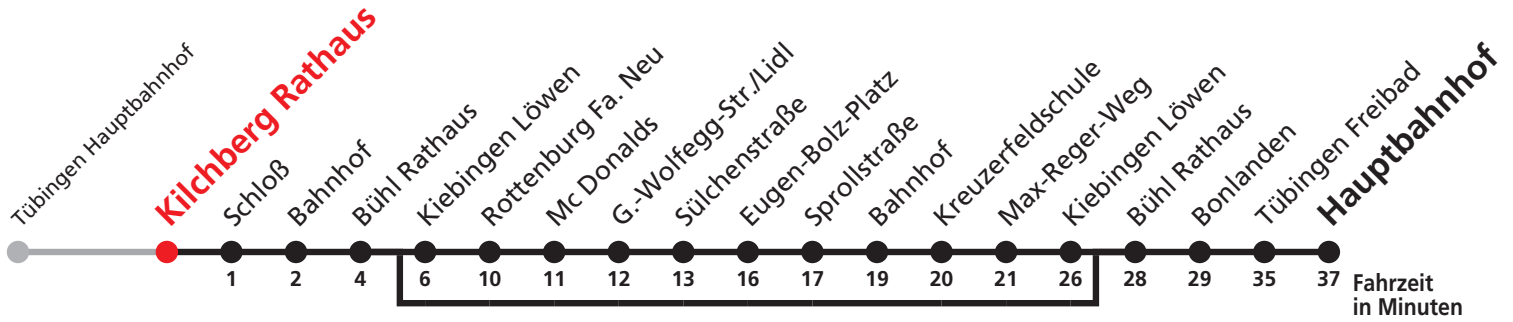 Tübingen Hauptbahnhof
Kilchberg Rathaus
Schloß
Bahnhof
Bühl Rathaus
Kiebingen Löwen
Rottenburg Fa. Neu
Mc Donalds
G.-Wolfegg-Str./Lidl
Sülchenstraße
Eugen-Bolz-Platz
Sprollstraße
Bahnhof
Kreuzerfeldschule
Max-Reger-Weg
Kiebingen Löwen
Bühl Rathaus
Bonlanden
Tübingen Freibad
Hauptbahnhof
1 2 4 6 10 11 12 13 16 17 19 20 21 26 28 29 35 37 Fahrzeit
in Minuten